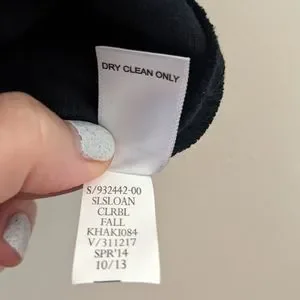 DRY CLEAN ONLY
S/932442-00
SLSLOAN
CLRBL
FALL
KHAKI084
V/311217
SPR'14
10/13